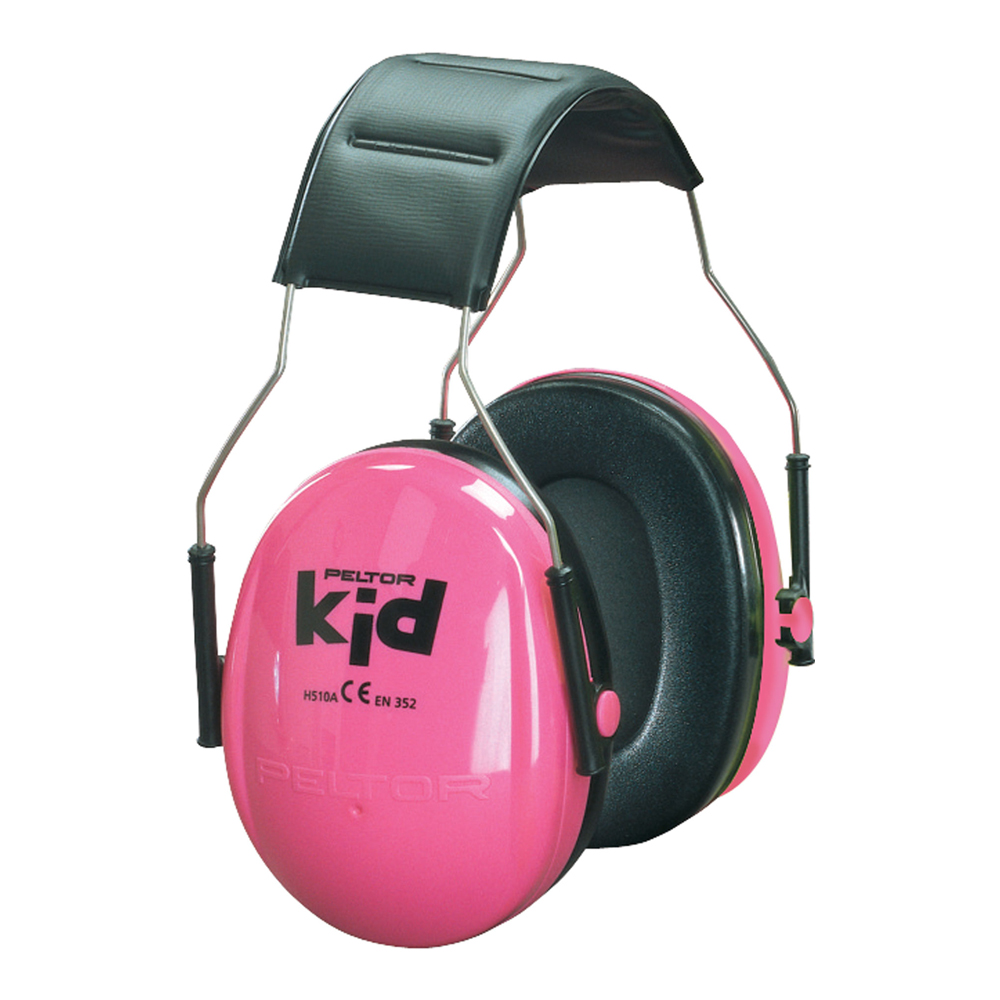 PELTOR
kid
H510A CE EN 352
PELTOR